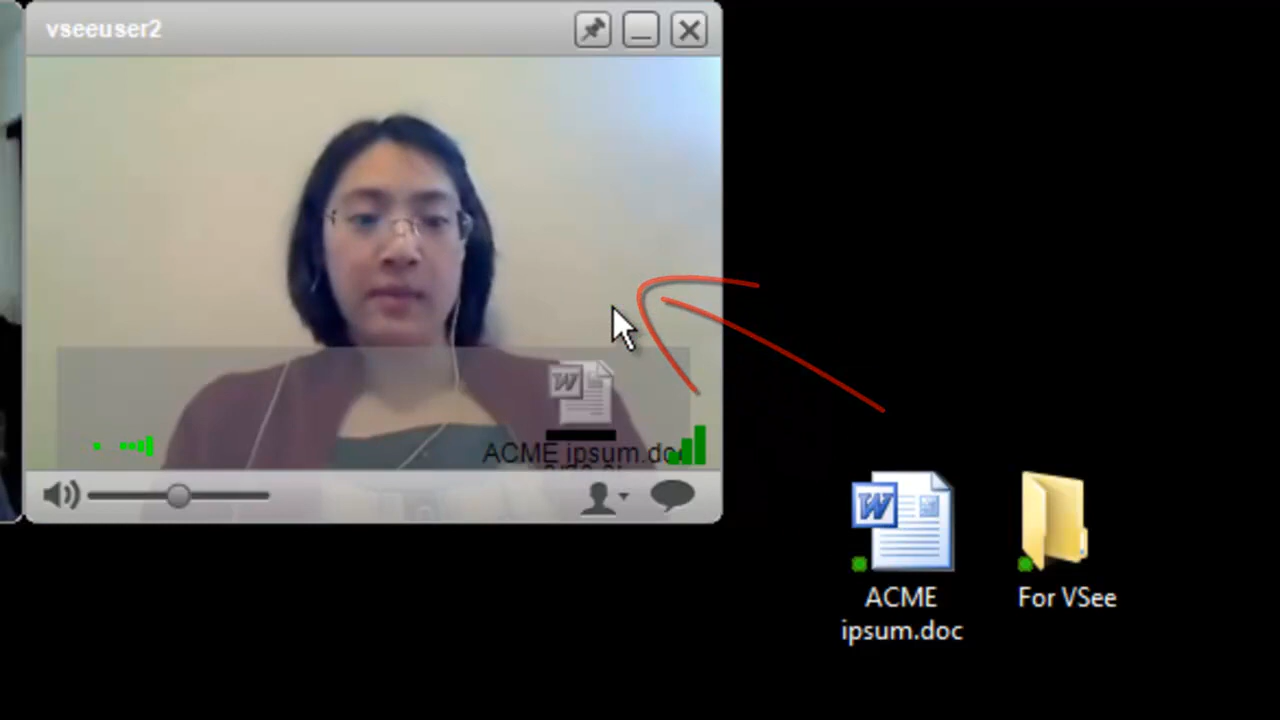 vseeuser2
ACME ipsum.doc
ACME
ipsum.doc
For VSee